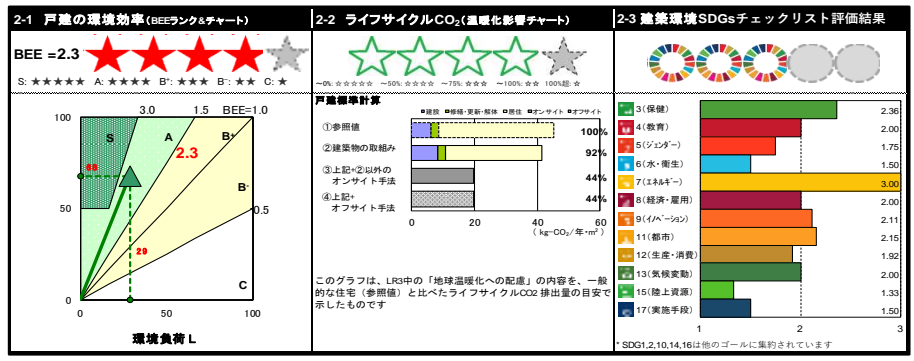 2-1 戸建の環境効率(BEEランク&チャート)
BEE =2.3
S: ★★★★★ A: ★★★★ B⁺: ★★★ B⁻: ★★ C: ★
3.0 1.5 BEE=1.0
100
S A B⁺
2.3
68
B⁻
50
0.5
29
C
0
0 50 100
環境負荷 L
2-2 ライフサイクルCO₂(温暖化影響チャート)
~0%: ☆☆☆☆☆ ~50%: ☆☆☆☆ ~75%: ☆☆☆ ~100%: ☆☆ 100%超: ☆
戸建標準計算
■建設 ■修繕・更新・解体 ■居住 ■オンサイト ■オフサイト
①参照値 100%
②建築物の取組み 92%
③上記+②以外の
オンサイト手法 44%
④上記+
オフサイト手法 44%
0 20 40 60
( kg-CO₂/年・m² )
このグラフは、LR3中の「地球温暖化への配慮」の内容を、一般
的な住宅（参照値）と比べたライフサイクルCO2 排出量の目安で
示したものです
2-3 建築環境SDGsチェックリスト評価結果
3(保健) 2.36
4(教育) 2.00
5(ジェンダー) 1.75
6(水・衛生) 1.50
7(エネルギー) 3.00
8(経済・雇用) 2.00
9(イノベーション) 2.11
11(都市) 2.15
12(生産・消費) 1.92
13(気候変動) 2.00
15(陸上資源) 1.33
17(実施手段) 1.50
1 2 3
* SDG1,2,10,14,16は他のゴールに集約されています